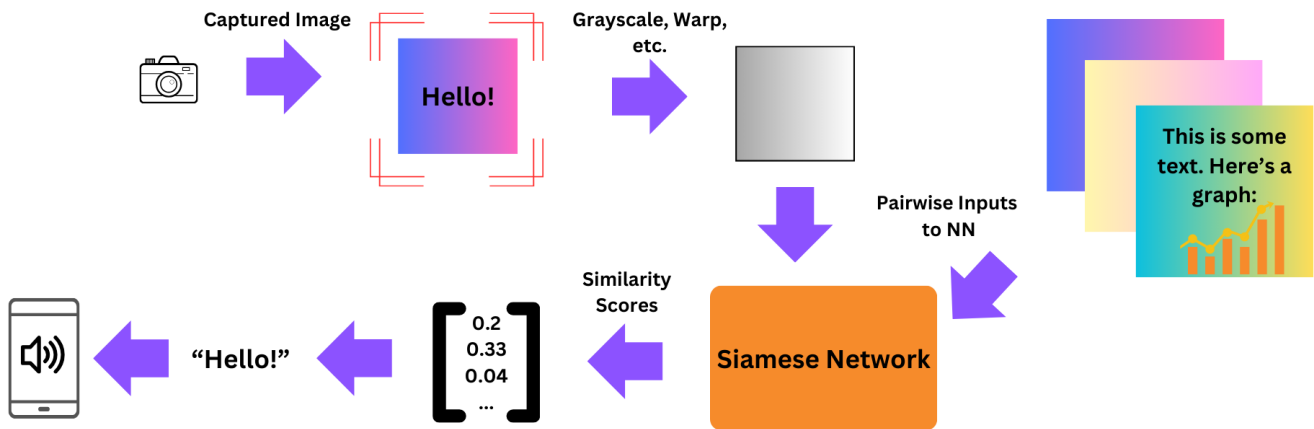 Captured Image
Hello!
Grayscale, Warp,
etc.
This is some
text. Here’s a
graph:
Pairwise Inputs
to NN
Siamese Network
Similarity
Scores
0.2
0.33
0.04
...
“Hello!”